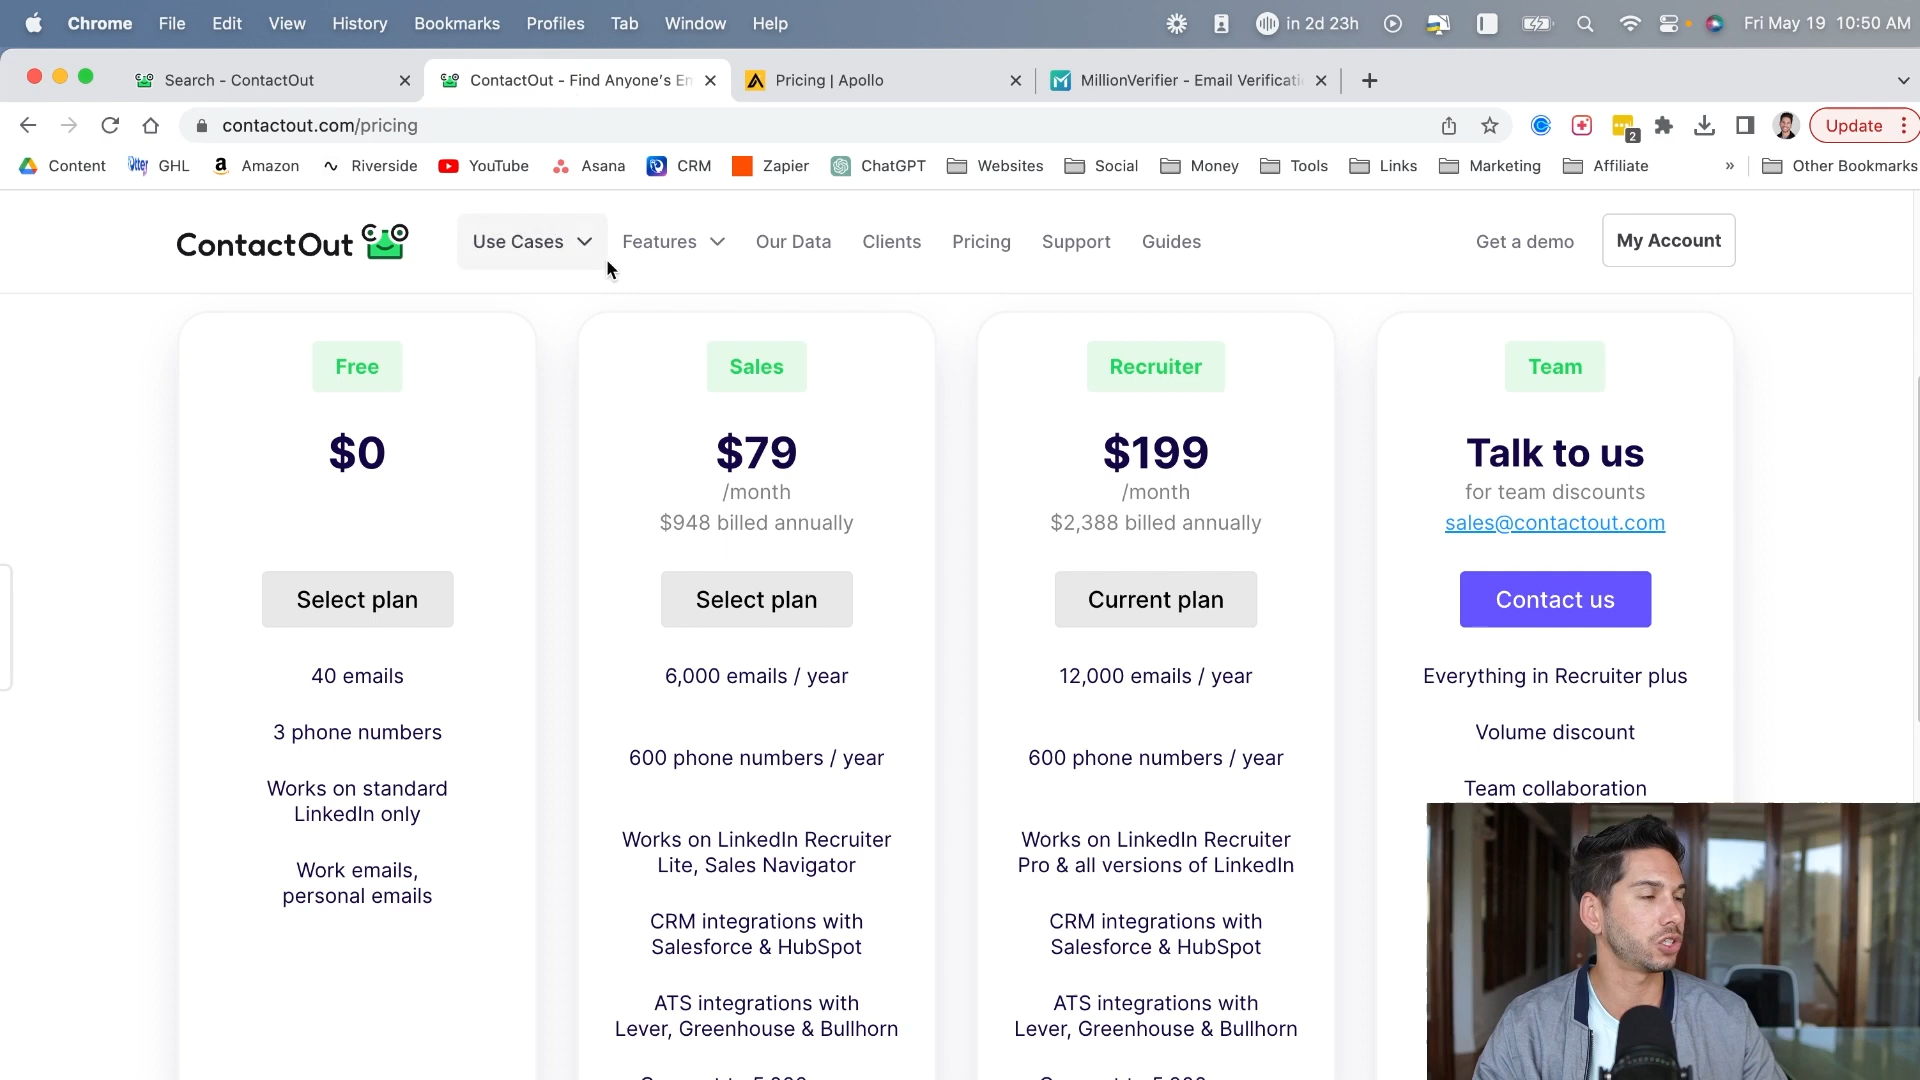 Chrome File Edit View History Bookmarks Profiles Tab Window Help in 2d 23h Fri May 19 10:50 AM
Search - ContactOut ContactOut - Find Anyone's Em Pricing | Apollo MillionVerifier - Email Verificati
contactout.com/pricing 2 Update
Content GHL Amazon Riverside YouTube Asana CRM Zapier ChatGPT Websites Social Money Tools Links Marketing Affiliate » Other Bookmarks
ContactOut Use Cases Features Our Data Clients Pricing Support Guides Get a demo My Account
Free
$0
Select plan
40 emails
3 phone numbers
Works on standard
LinkedIn only
Work emails,
personal emails
Sales
$79
/month
$948 billed annually
Select plan
6,000 emails / year
600 phone numbers / year
Works on LinkedIn Recruiter
Lite, Sales Navigator
CRM integrations with
Salesforce & HubSpot
ATS integrations with
Lever, Greenhouse & Bullhorn
Recruiter
$199
/month
$2,388 billed annually
Current plan
12,000 emails / year
600 phone numbers / year
Works on LinkedIn Recruiter
Pro & all versions of LinkedIn
CRM integrations with
Salesforce & HubSpot
ATS integrations with
Lever, Greenhouse & Bullhorn
Team
Talk to us
for team discounts
sales@contactout.com
Contact us
Everything in Recruiter plus
Volume discount
Team collaboration